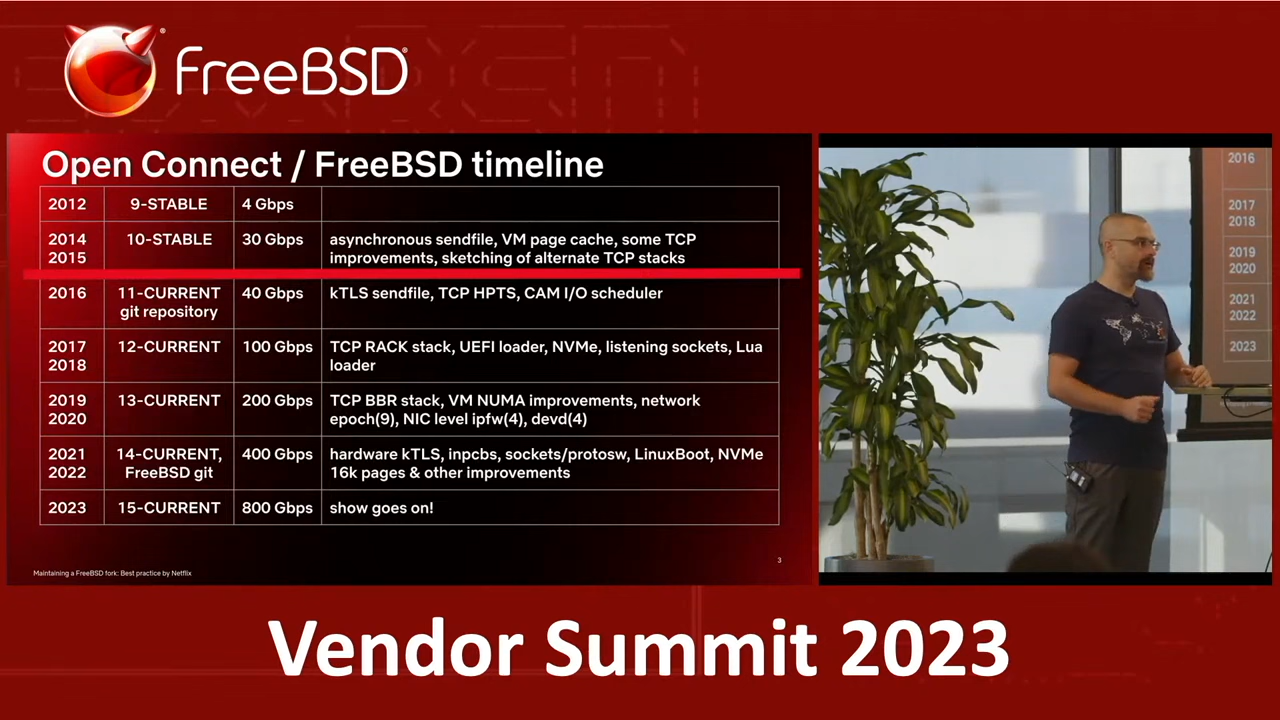 FreeBSD®
Open Connect / FreeBSD timeline
2012 9-STABLE 4 Gbps
2014 10-STABLE 30 Gbps asynchronous sendfile, VM page cache, some TCP
2015 improvements, sketching of alternate TCP stacks
2016 11-CURRENT 40 Gbps kTLS sendfile, TCP HPTS, CAM I/O scheduler
git repository
2017 12-CURRENT 100 Gbps TCP RACK stack, UEFI loader, NVMe, listening sockets, Lua
2018 loader
2019 13-CURRENT 200 Gbps TCP BBR stack, VM NUMA improvements, network
2020 epoch(9), NIC level ipfw(4), devd(4)
2021 14-CURRENT, 400 Gbps hardware kTLS, inpcbs, sockets/protosw, LinuxBoot, NVMe
2022 FreeBSD git 16k pages & other improvements
2023 15-CURRENT 800 Gbps show goes on!
3
Maintaining a FreeBSD fork: Best practice by Netflix
2016
2017
2018
2019
2020
2021
2022
2023
Vendor Summit 2023